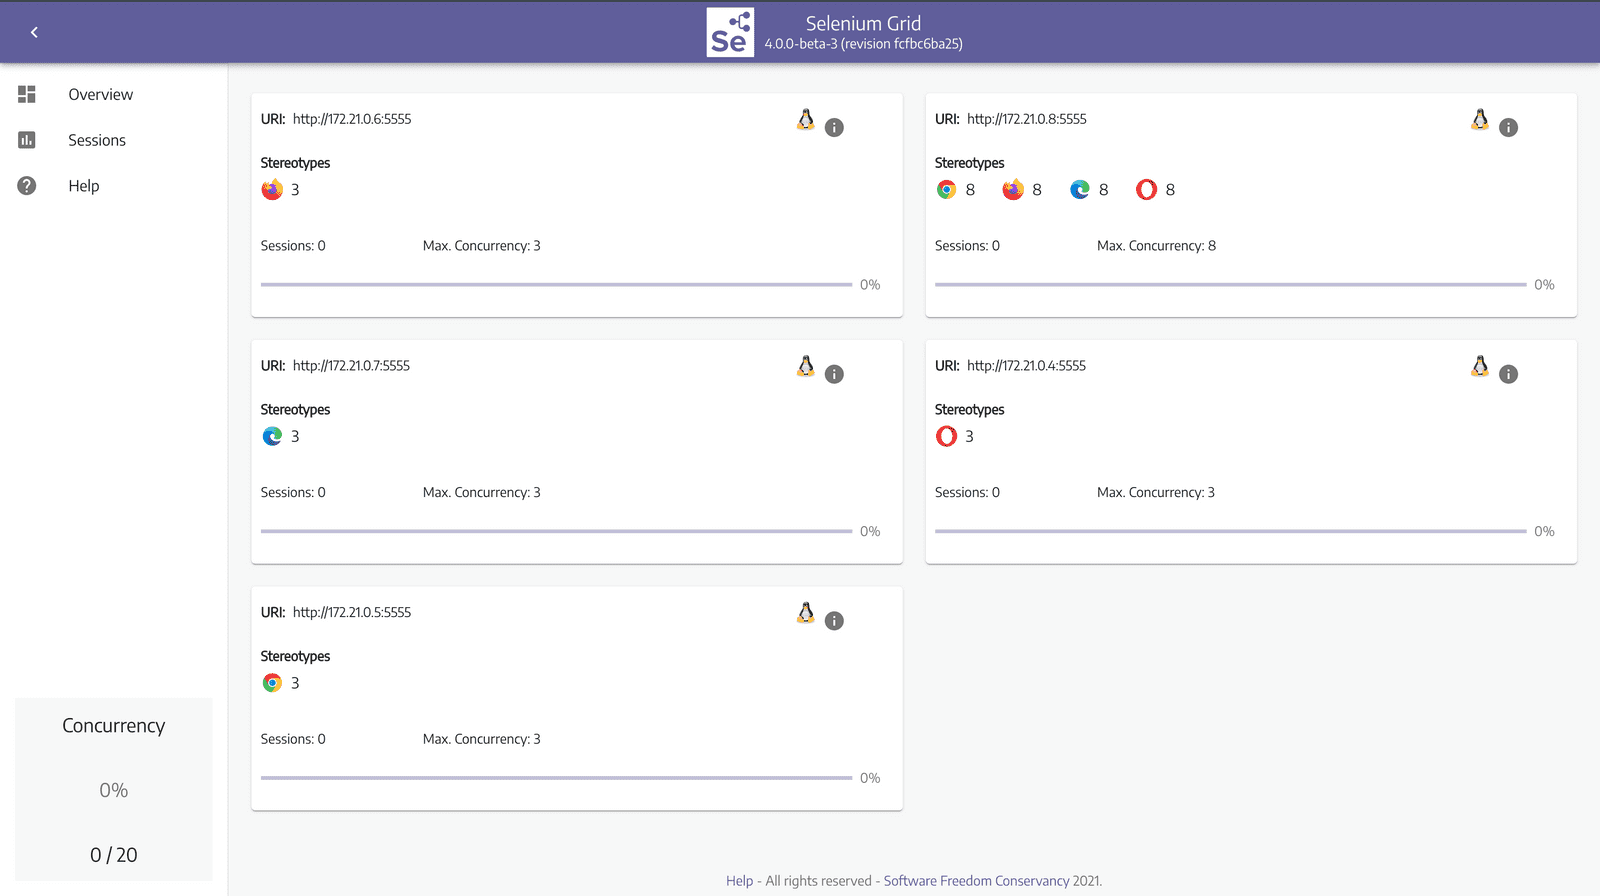 Se
Selenium Grid
4.0.0-beta-3 (revision fcfbc6ba25)
Overview
Sessions
Help
URI: http://172.21.0.6:5555
Stereotypes
3
Sessions: 0 Max. Concurrency: 3
0%
URI: http://172.21.0.8:5555
Stereotypes
8 8 8 8
Sessions: 0 Max. Concurrency: 8
0%
URI: http://172.21.0.7:5555
Stereotypes
3
Sessions: 0 Max. Concurrency: 3
0%
URI: http://172.21.0.4:5555
Stereotypes
3
Sessions: 0 Max. Concurrency: 3
0%
URI: http://172.21.0.5:5555
Stereotypes
3
Sessions: 0 Max. Concurrency: 3
0%
Concurrency
0%
0 / 20
Help - All rights reserved - Software Freedom Conservancy 2021.